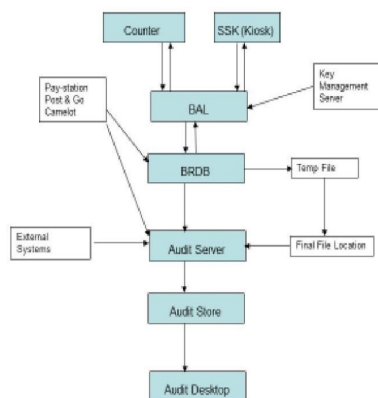 Counter
SSK (Kiosk)
Pay-station
Post & Go
Camelot
Key
Management
Server
BAL
BRDB
Temp File
External
Systems
Audit Server
Final File Location
Audit Store
Audit Desktop